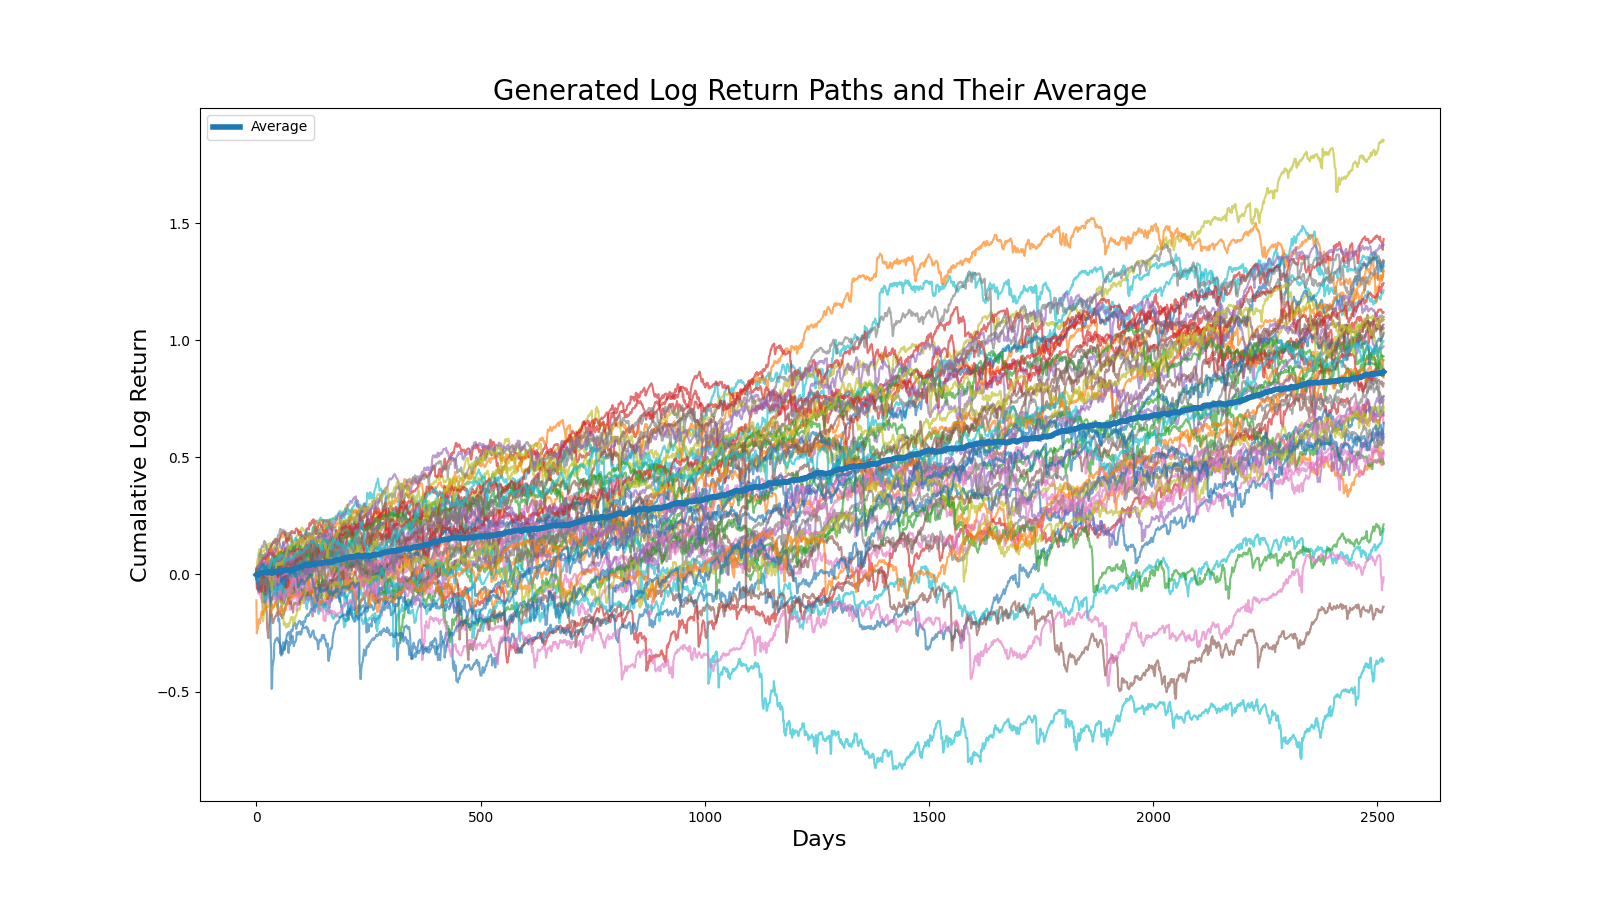 Generated Log Return Paths and Their Average
Average
Cumalative Log Return
1.5
1.0
0.5
0.0
−0.5
0
500
1000
1500
2000
2500
Days